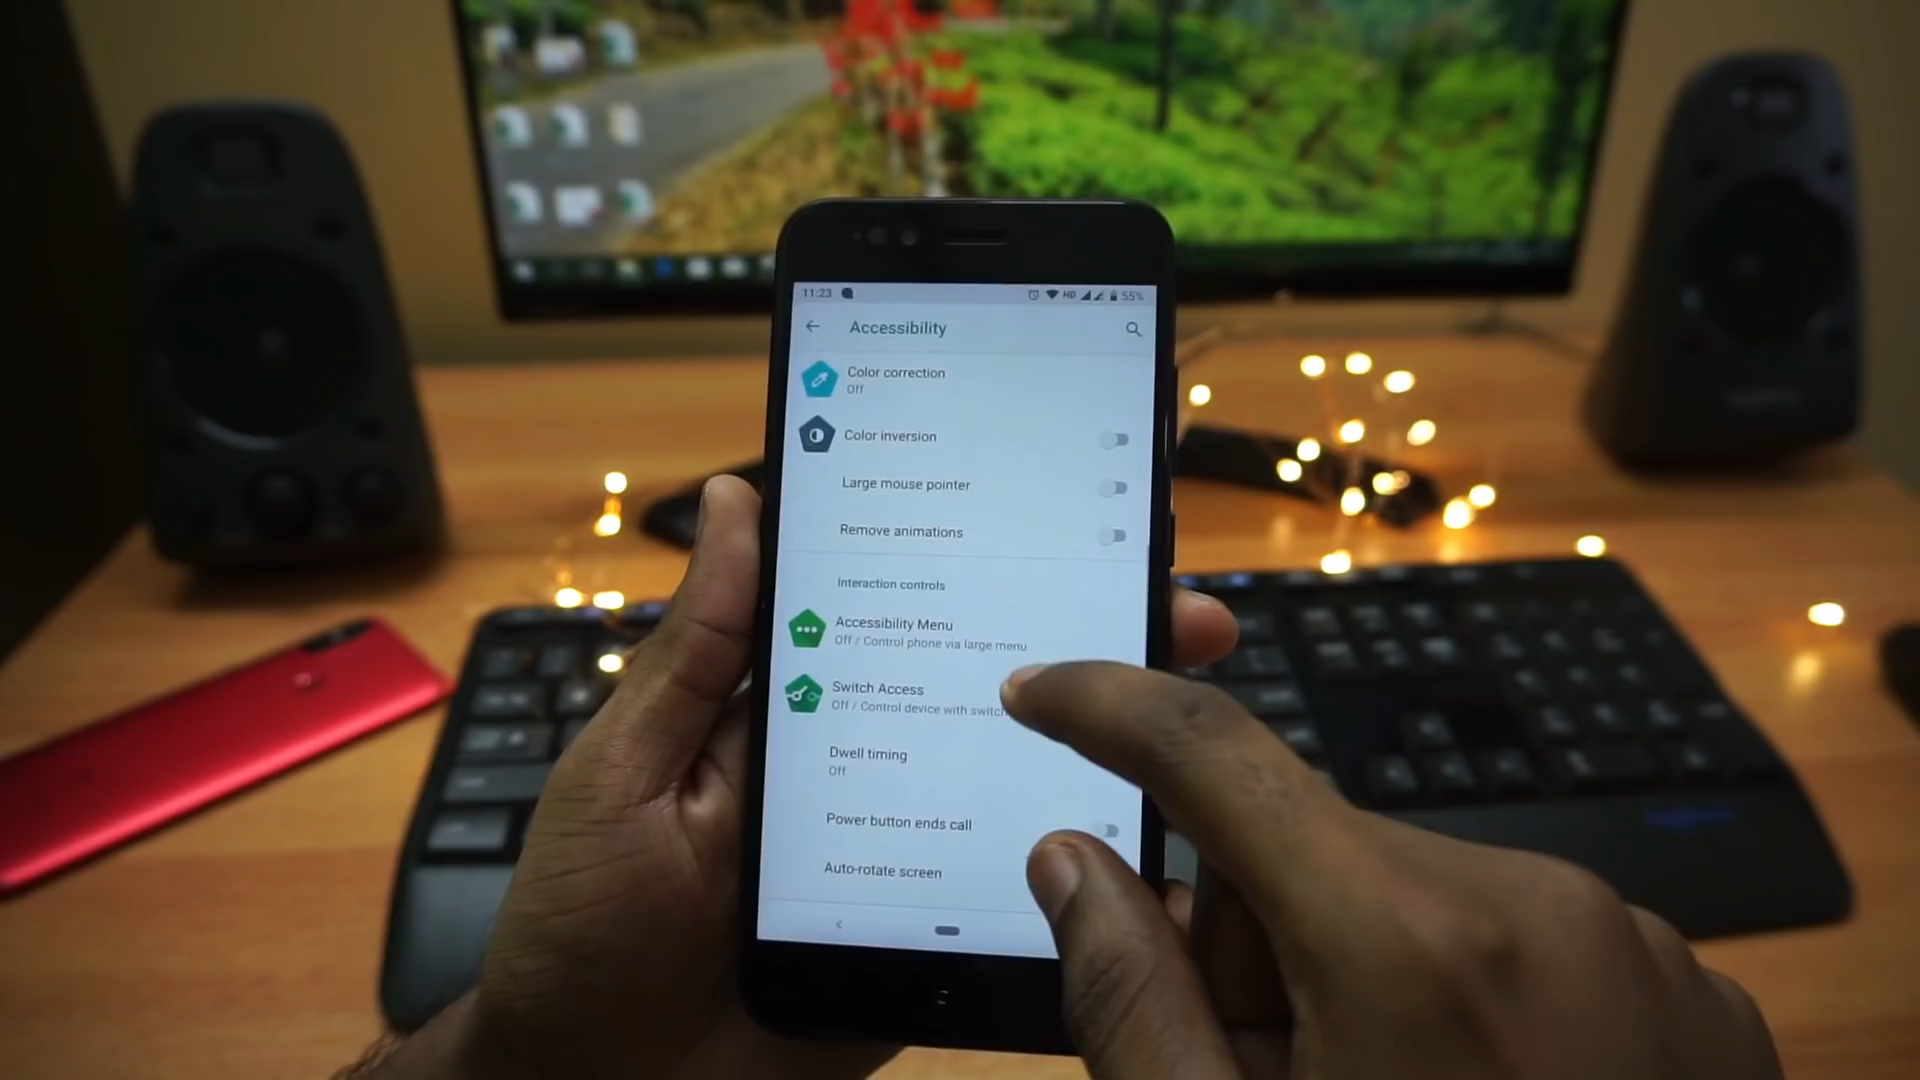 11:23 HD 55%
Accessibility
Color correction
Off
Color inversion
Large mouse pointer
Remove animations
Interaction controls
Accessibility Menu
Off / Control phone via large menu
Switch Access
Off / Control device with switch
Dwell timing
Off
Power button ends call
Auto-rotate screen